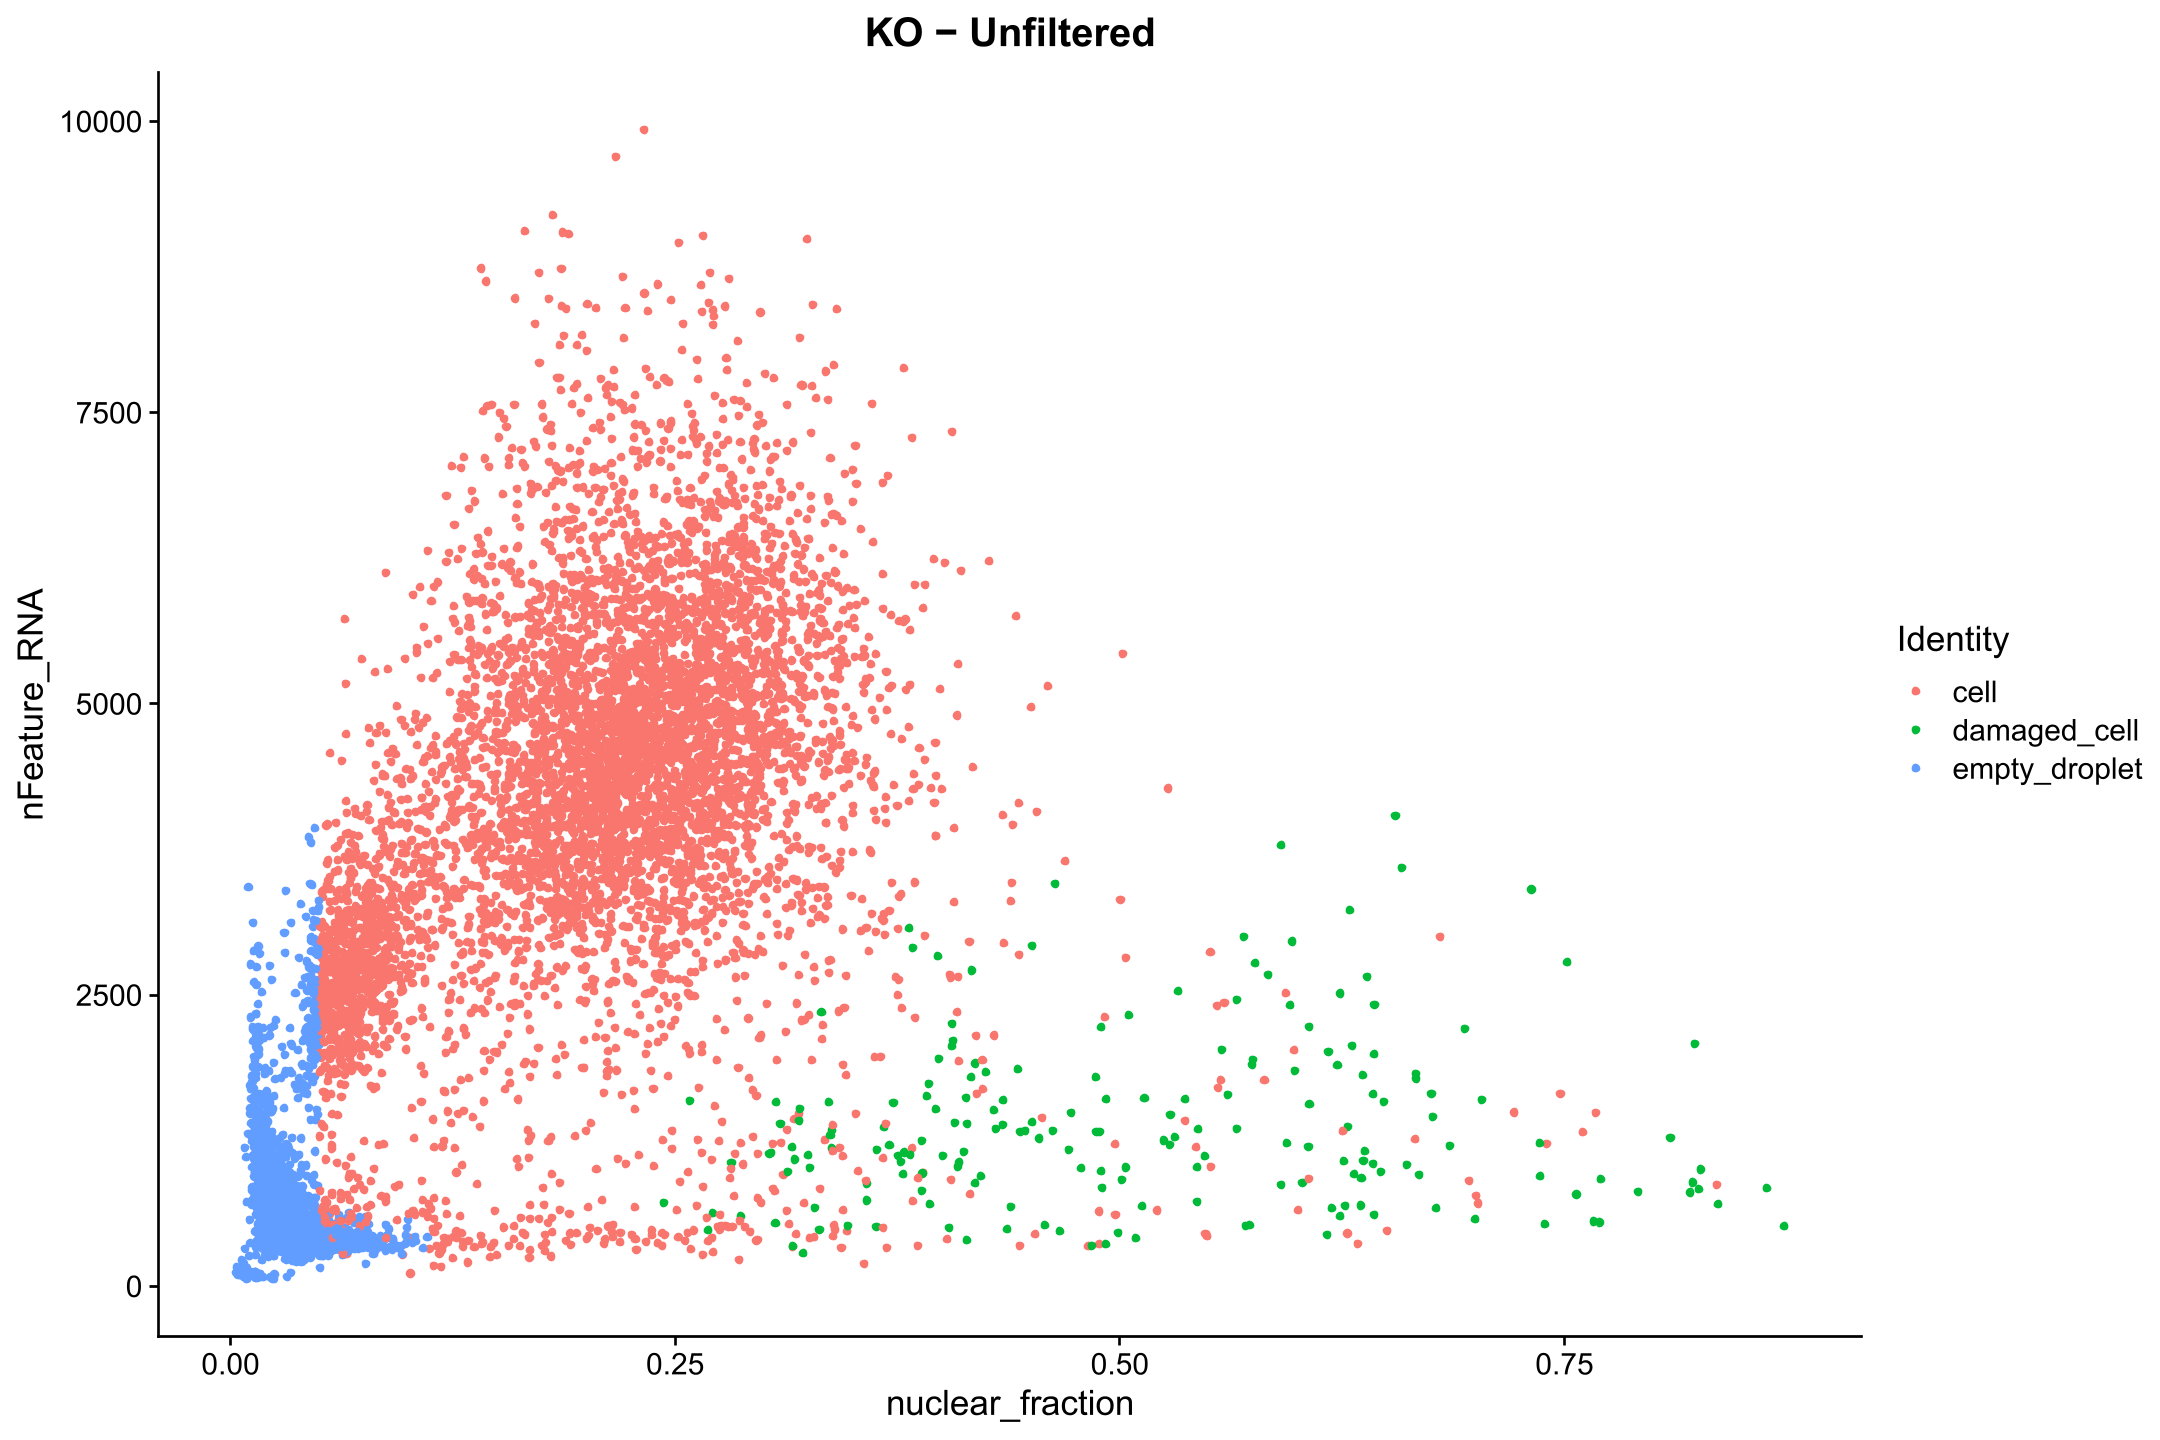 KO − Unfiltered
10000
7500
5000
2500
0
nFeature_RNA
0.00
0.25
0.50
0.75
nuclear_fraction
Identity
cell
damaged_cell
empty_droplet